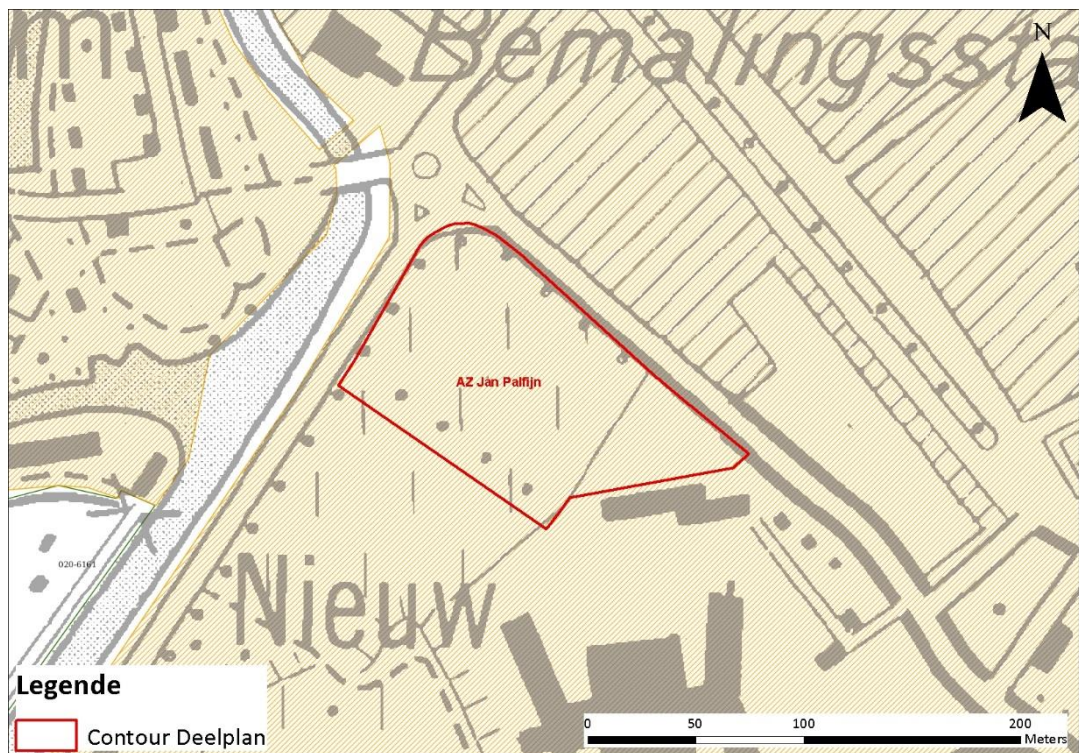 Bemalingssta
N
AZ Jan Palfijn
020-6161
Nieuw
Legende
Contour Deelplan
0 50 100 200
Meters